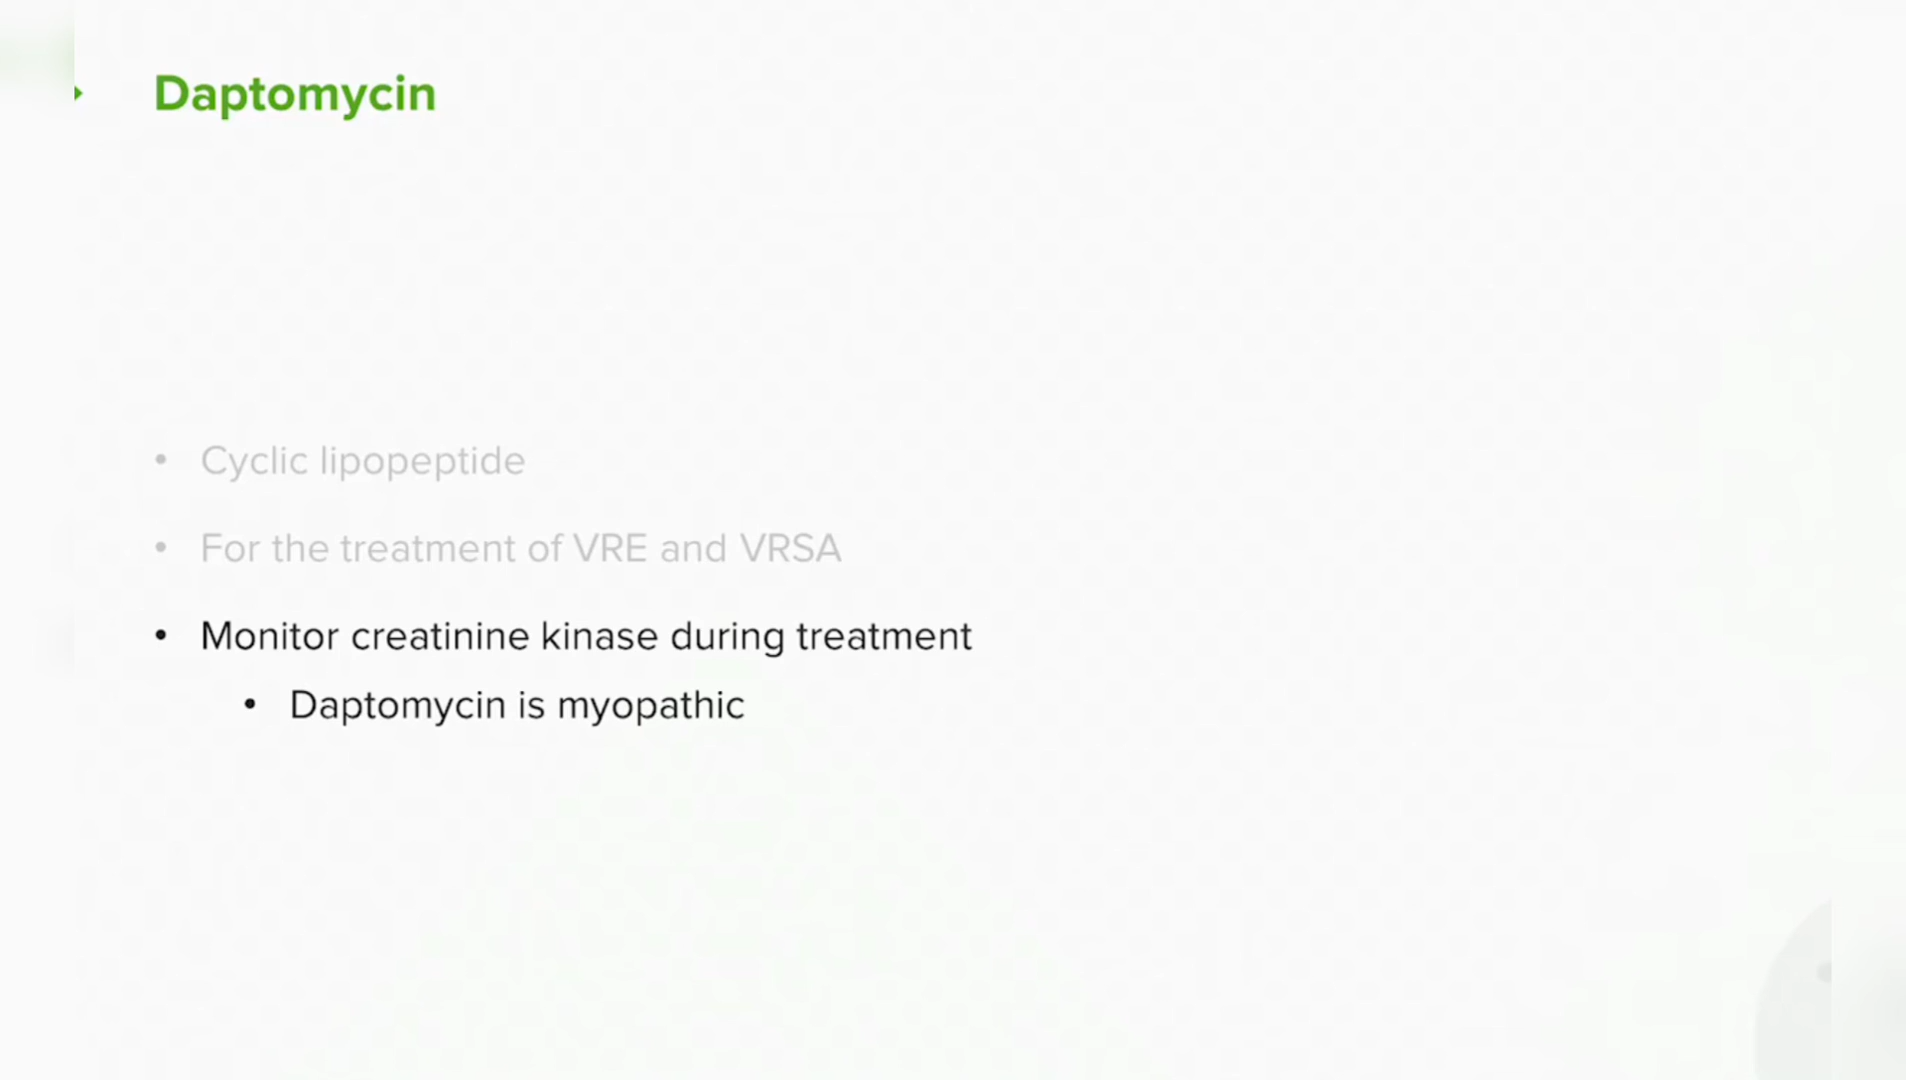 Daptomycin
• Cyclic lipopeptide
• For the treatment of VRE and VRSA
• Monitor creatinine kinase during treatment
• Daptomycin is myopathic